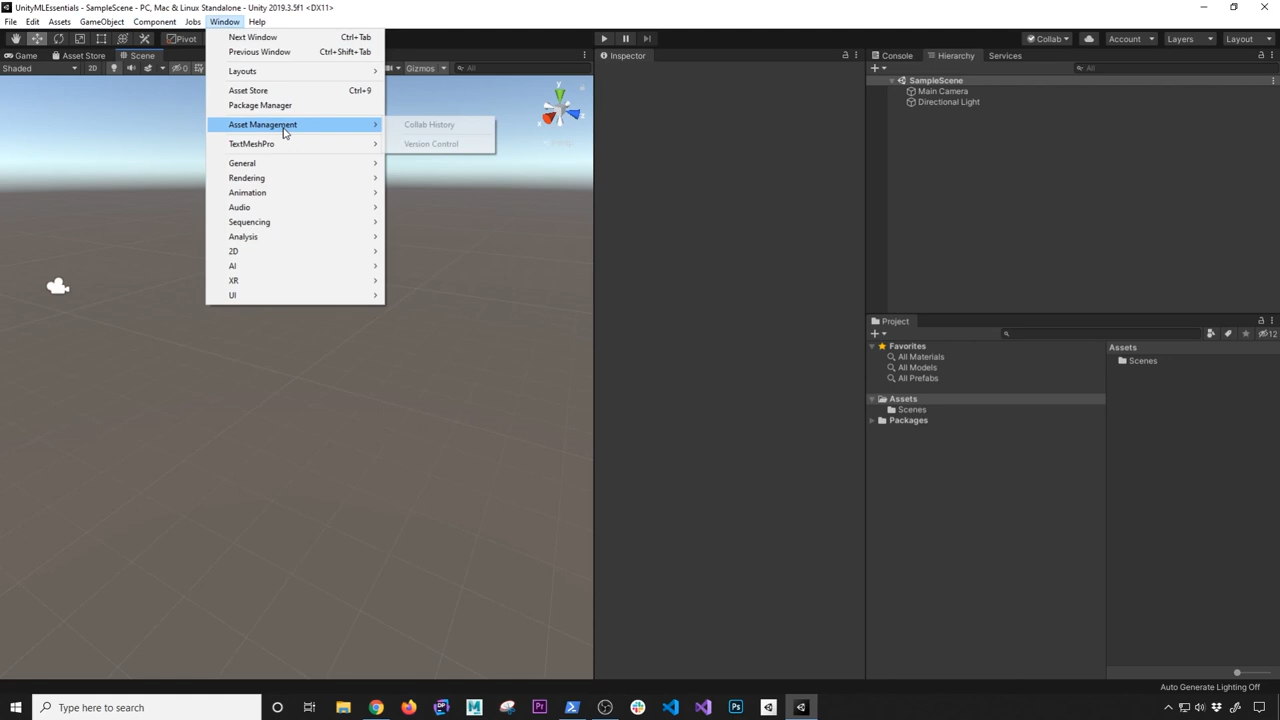 UnityMLEssentials - SampleScene - PC, Mac & Linux Standalone - Unity 2019.3.5f1 <DX11>
File Edit Assets GameObject Component Jobs Window Help
Pivot
Collab Account Layers Layout
Game Asset Store Scene
Shaded 2D 0 Gizmos All
Next Window Ctrl+Tab
Previous Window Ctrl+Shift+Tab
Layouts
Asset Store Ctrl+9
Package Manager
Asset Management
TextMeshPro
General
Rendering
Animation
Audio
Sequencing
Analysis
2D
AI
XR
UI
Collab History
Version Control
y
x
z
Inspector
Console Hierarchy Services
All
SampleScene
Main Camera
Directional Light
Project
12
Favorites
All Materials
All Models
All Prefabs
Assets
Scenes
Packages
Assets
Scenes
Auto Generate Lighting Off
Type here to search